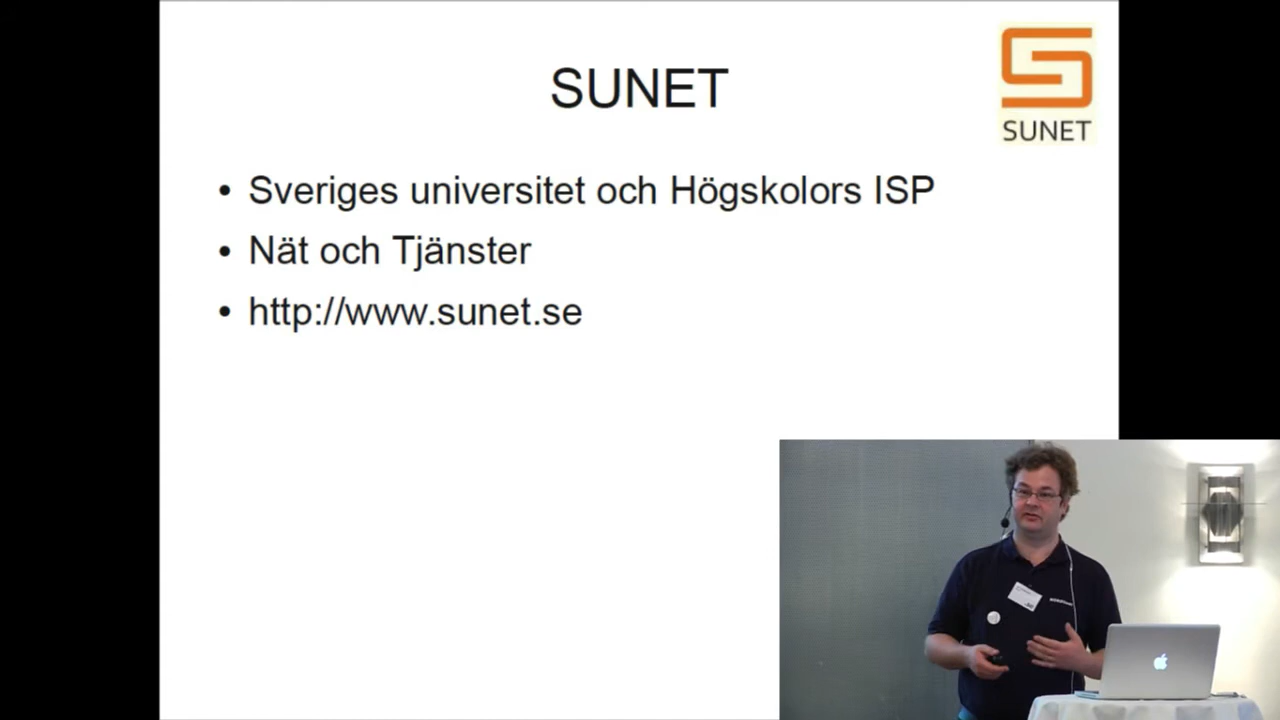 SUNET
SUNET
Sveriges universitet och Högskolors ISP
Nät och Tjänster
http://www.sunet.se